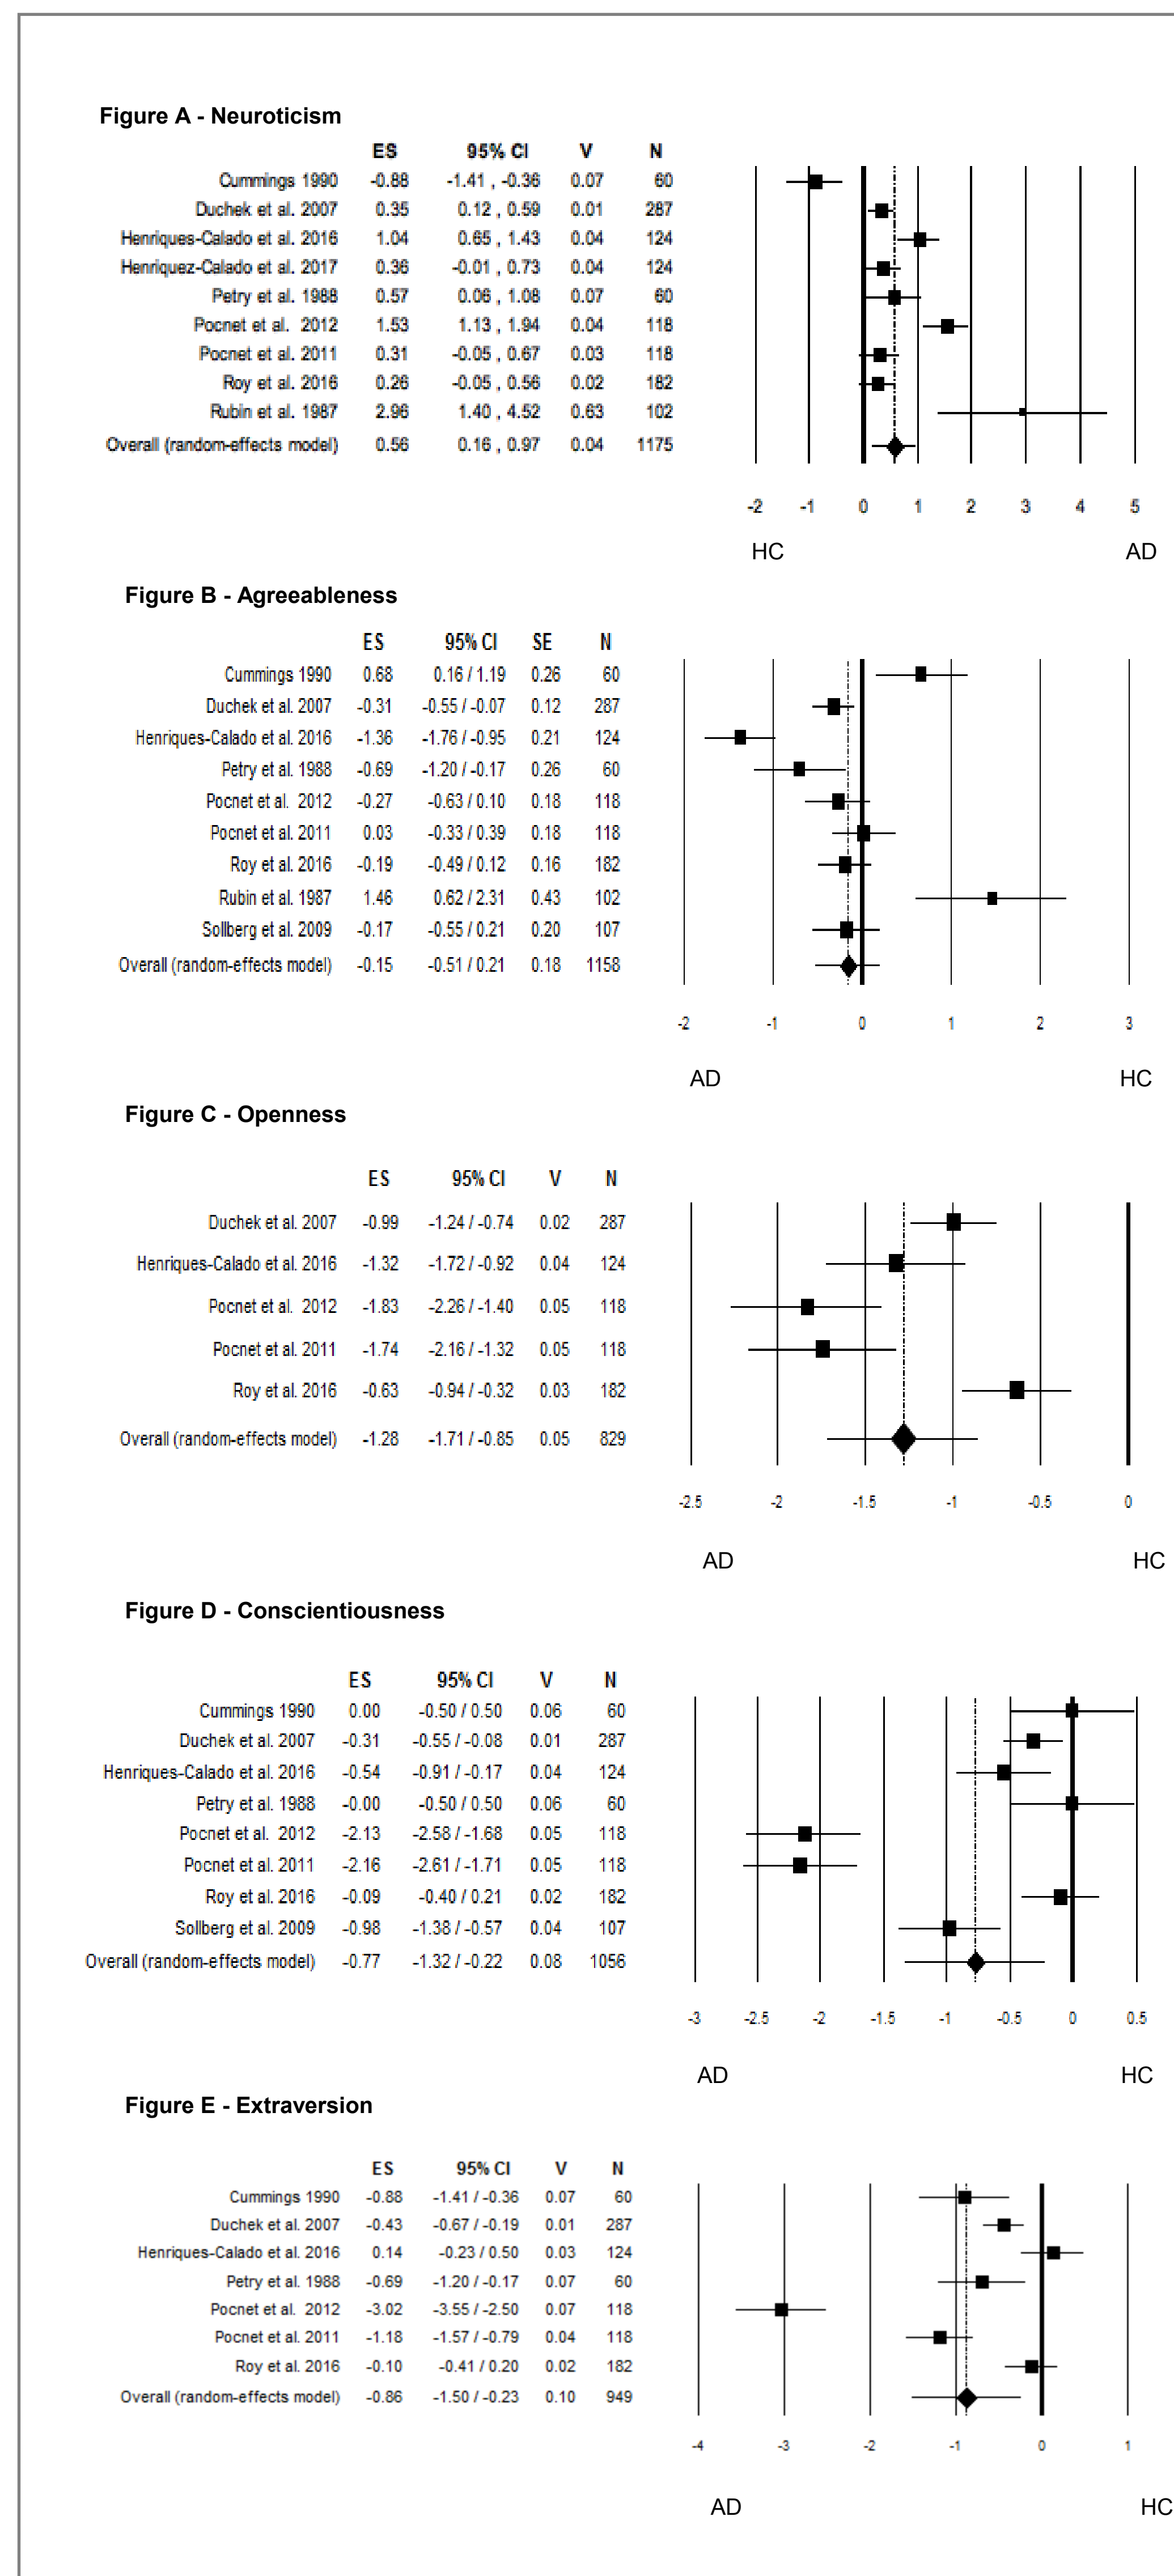 Figure A - Neuroticism
ES 95% CI V N
Cummings 1990 -0.88 -1.41 , -0.36 0.07 60
Duchek et al. 2007 0.35 0.12 , 0.59 0.01 287
Henriques-Calado et al. 2016 1.04 0.65 , 1.43 0.04 124
Henriquez-Calado et al. 2017 0.36 -0.01 , 0.73 0.04 124
Petry et al. 1988 0.57 0.06 , 1.08 0.07 60
Pocnet et al. 2012 1.53 1.13 , 1.94 0.04 118
Pocnet et al. 2011 0.31 -0.05 , 0.67 0.03 118
Roy et al. 2016 0.26 -0.05 , 0.56 0.02 182
Rubin et al. 1987 2.96 1.40 , 4.52 0.63 102
Overall (random-effects model) 0.56 0.16 , 0.97 0.04 1175
-2 -1 0 1 2 3 4 5
HC AD
Figure B - Agreeableness
ES 95% CI SE N
Cummings 1990 0.68 0.16 / 1.19 0.26 60
Duchek et al. 2007 -0.31 -0.55 / -0.07 0.12 287
Henriques-Calado et al. 2016 -1.36 -1.76 / -0.95 0.21 124
Petry et al. 1988 -0.69 -1.20 / -0.17 0.26 60
Pocnet et al. 2012 -0.27 -0.63 / 0.10 0.18 118
Pocnet et al. 2011 0.03 -0.33 / 0.39 0.18 118
Roy et al. 2016 -0.19 -0.49 / 0.12 0.16 182
Rubin et al. 1987 1.46 0.62 / 2.31 0.43 102
Sollberg et al. 2009 -0.17 -0.55 / 0.21 0.20 107
Overall (random-effects model) -0.15 -0.51 / 0.21 0.18 1158
-2 -1 0 1 2 3
AD HC
Figure C - Openness
ES 95% CI V N
Duchek et al. 2007 -0.99 -1.24 / -0.74 0.02 287
Henriques-Calado et al. 2016 -1.32 -1.72 / -0.92 0.04 124
Pocnet et al. 2012 -1.83 -2.26 / -1.40 0.05 118
Pocnet et al. 2011 -1.74 -2.16 / -1.32 0.05 118
Roy et al. 2016 -0.63 -0.94 / -0.32 0.03 182
Overall (random-effects model) -1.28 -1.71 / -0.85 0.05 829
-2.5 -2 -1.5 -1 -0.5 0
AD HC
Figure D - Conscientiousness
ES 95% CI V N
Cummings 1990 0.00 -0.50 / 0.50 0.06 60
Duchek et al. 2007 -0.31 -0.55 / -0.08 0.01 287
Henriques-Calado et al. 2016 -0.54 -0.91 / -0.17 0.04 124
Petry et al. 1988 -0.00 -0.50 / 0.50 0.06 60
Pocnet et al. 2012 -2.13 -2.58 / -1.68 0.05 118
Pocnet et al. 2011 -2.16 -2.61 / -1.71 0.05 118
Roy et al. 2016 -0.09 -0.40 / 0.21 0.02 182
Sollberg et al. 2009 -0.98 -1.38 / -0.57 0.04 107
Overall (random-effects model) -0.77 -1.32 / -0.22 0.08 1056
-3 -2.5 -2 -1.5 -1 -0.5 0 0.5
AD HC
Figure E - Extraversion
ES 95% CI V N
Cummings 1990 -0.88 -1.41 / -0.36 0.07 60
Duchek et al. 2007 -0.43 -0.67 / -0.19 0.01 287
Henriques-Calado et al. 2016 0.14 -0.23 / 0.50 0.03 124
Petry et al. 1988 -0.69 -1.20 / -0.17 0.07 60
Pocnet et al. 2012 -3.02 -3.55 / -2.50 0.07 118
Pocnet et al. 2011 -1.18 -1.57 / -0.79 0.04 118
Roy et al. 2016 -0.10 -0.41 / 0.20 0.02 182
Overall (random-effects model) -0.86 -1.50 / -0.23 0.10 949
-4 -3 -2 -1 0 1
AD HC